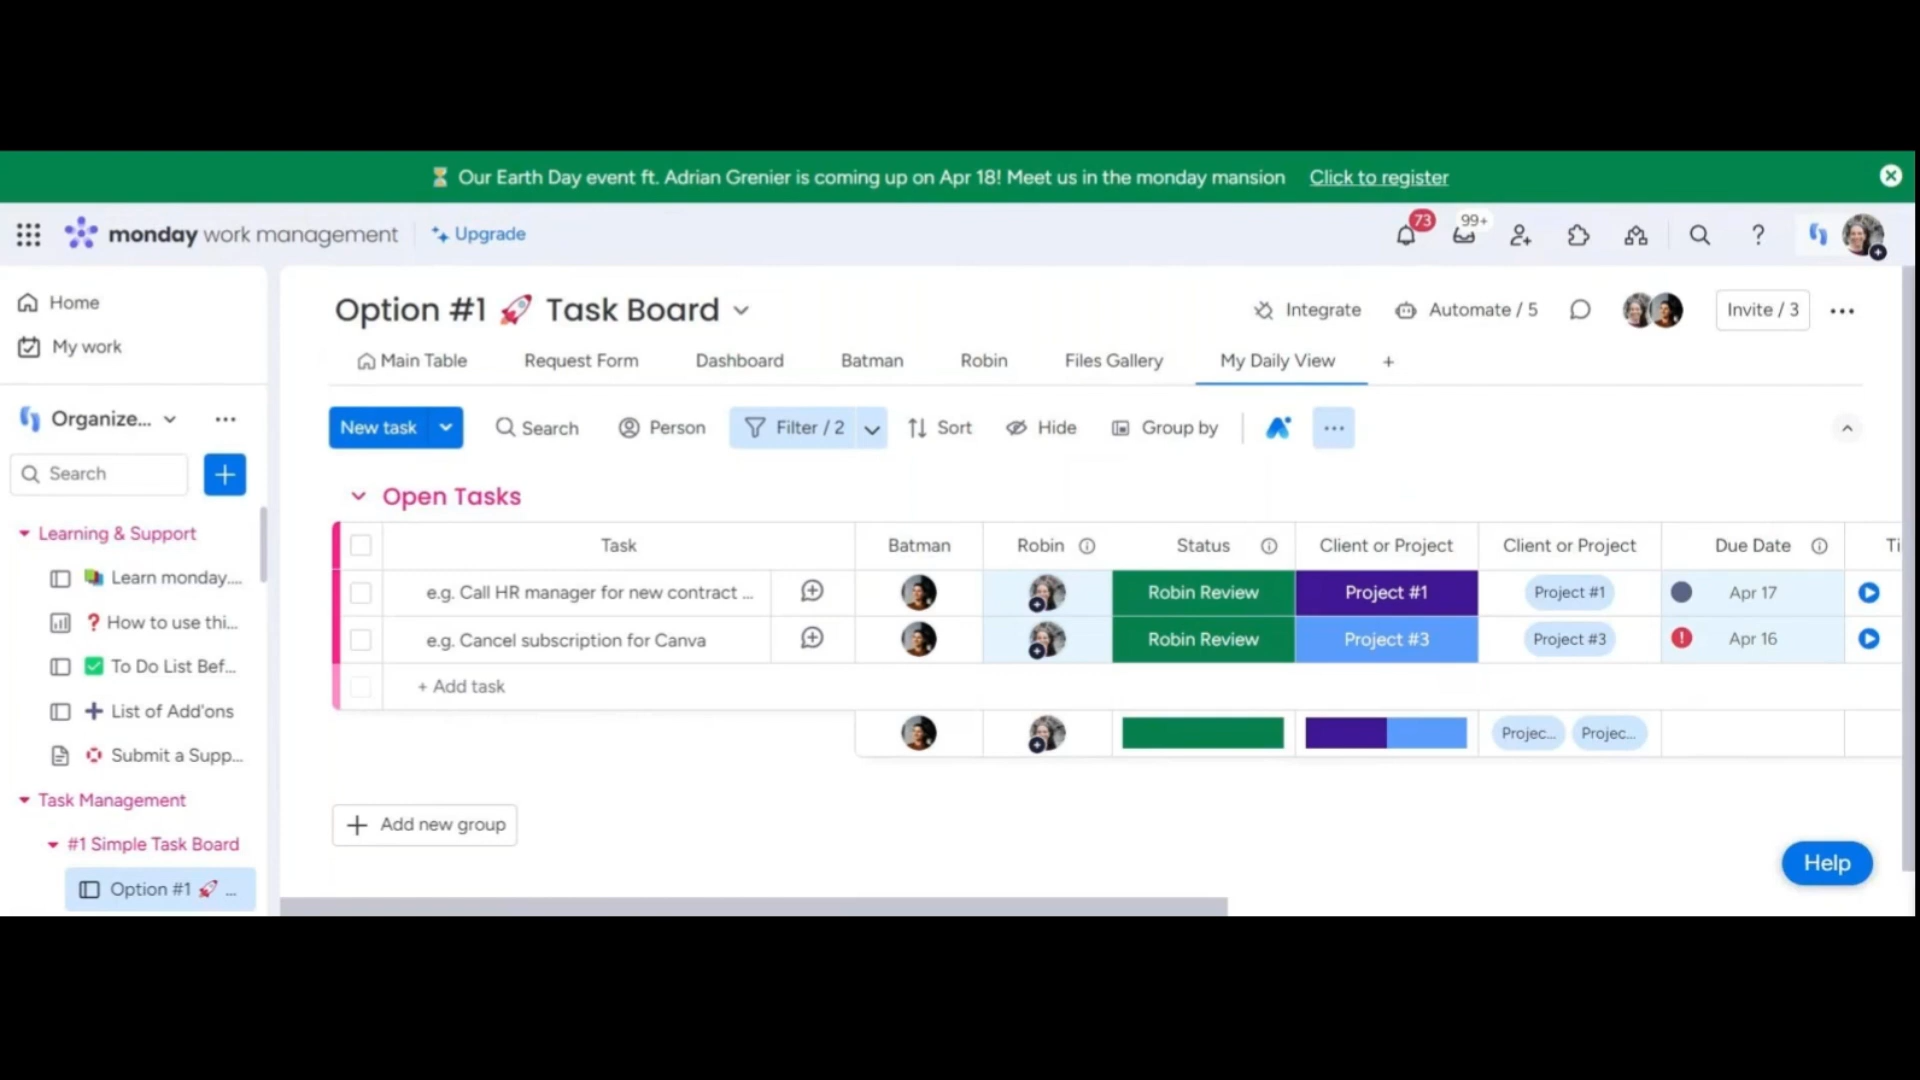 Our Earth Day event ft. Adrian Grenier is coming up on Apr 18! Meet us in the monday mansion Click to register
monday work management Upgrade 73 99+ ?
Home
My work
Organize...
Search
Learning & Support
Learn monday....
How to use thi...
To Do List Bef...
List of Add'ons
Submit a Supp...
Task Management
#1 Simple Task Board
Option #1 ...
Option #1 Task Board Integrate Automate / 5 Invite / 3
Main Table Request Form Dashboard Batman Robin Files Gallery My Daily View +
New task Search Person Filter / 2 Sort Hide Group by
Open Tasks
Task Batman Robin Status Client or Project Client or Project Due Date Ti
e.g. Call HR manager for new contract ... Robin Review Project #1 Project #1 Apr 17
e.g. Cancel subscription for Canva Robin Review Project #3 Project #3 Apr 16
+ Add task
Projec... Projec...
Add new group
Help